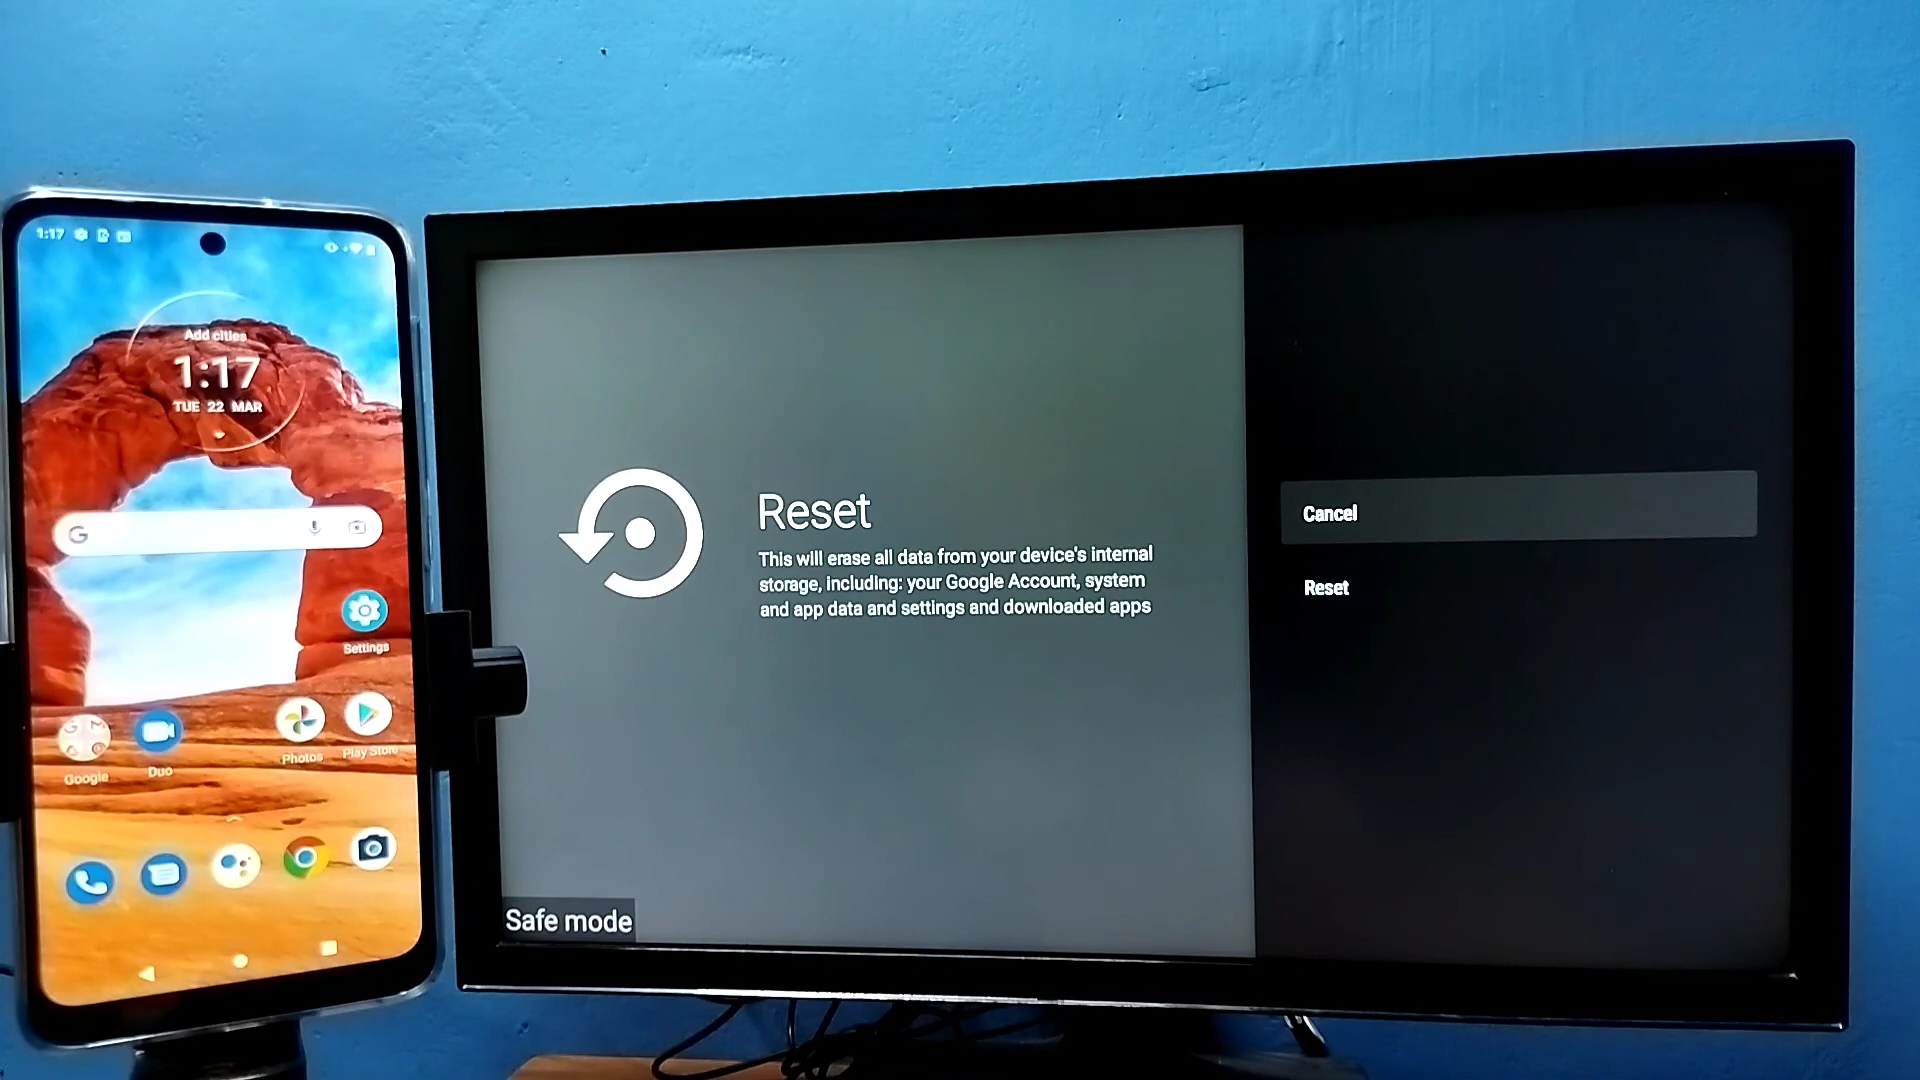 1:17
Add cities
1:17
TUE 22 MAR
G
Settings
Google
Duo
Photos
Play Store
Reset
This will erase all data from your device's internal
storage, including: your Google Account, system
and app data and settings and downloaded apps
Safe mode
Cancel
Reset